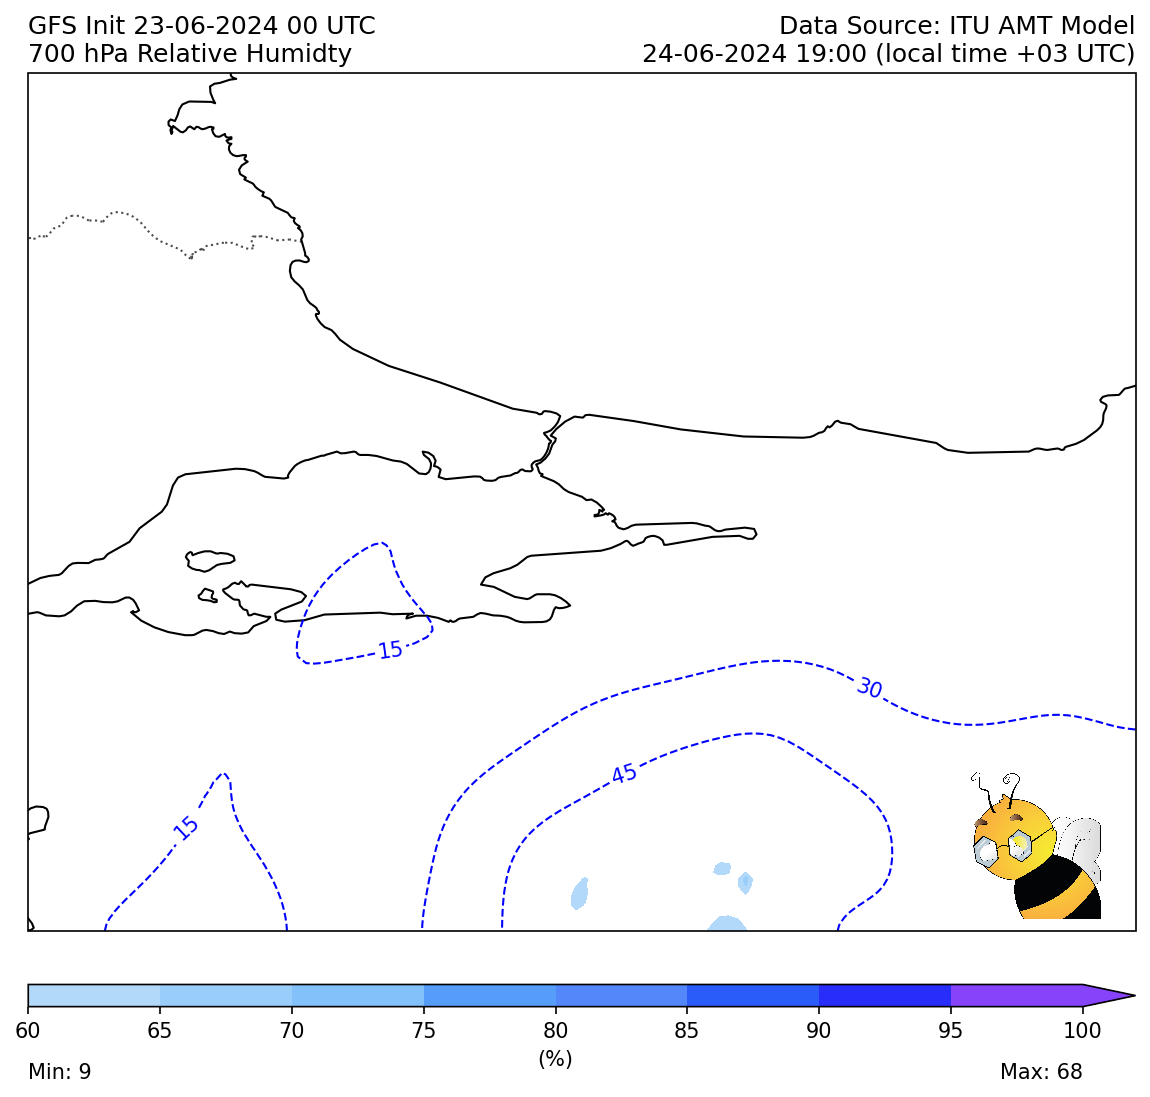 GFS Init 23-06-2024 00 UTC
Data Source: ITU AMT Model
700 hPa Relative Humidty
24-06-2024 19:00 (local time +03 UTC)
15
30
45
15
60 65 70 75 80 85 90 95 100
(%)
Min: 9
Max: 68